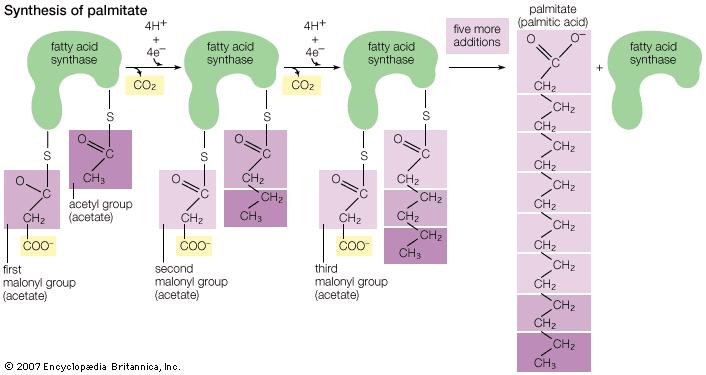 Synthesis of palmitate
fatty acid
synthase
4H⁺
+
4e⁻
CO₂
fatty acid
synthase
4H⁺
+
4e⁻
CO₂
fatty acid
synthase
five more
additions
palmitate
(palmitic acid)
+
fatty acid
synthase
S
O
C
CH₃
acetyl group
(acetate)
S
O
C
CH₂
COO⁻
first
malonyl group
(acetate)
S
O
C
CH₂
CH₂
CH₃
S
O
C
CH₂
COO⁻
second
malonyl group
(acetate)
S
O
C
CH₂
CH₂
CH₂
CH₂
CH₃
S
O
C
CH₂
COO⁻
third
malonyl group
(acetate)
O
O⁻
C
CH₂
CH₂
CH₂
CH₂
CH₂
CH₂
CH₂
CH₂
CH₂
CH₂
CH₂
CH₂
CH₂
CH₂
CH₃
© 2007 Encyclopædia Britannica, Inc.